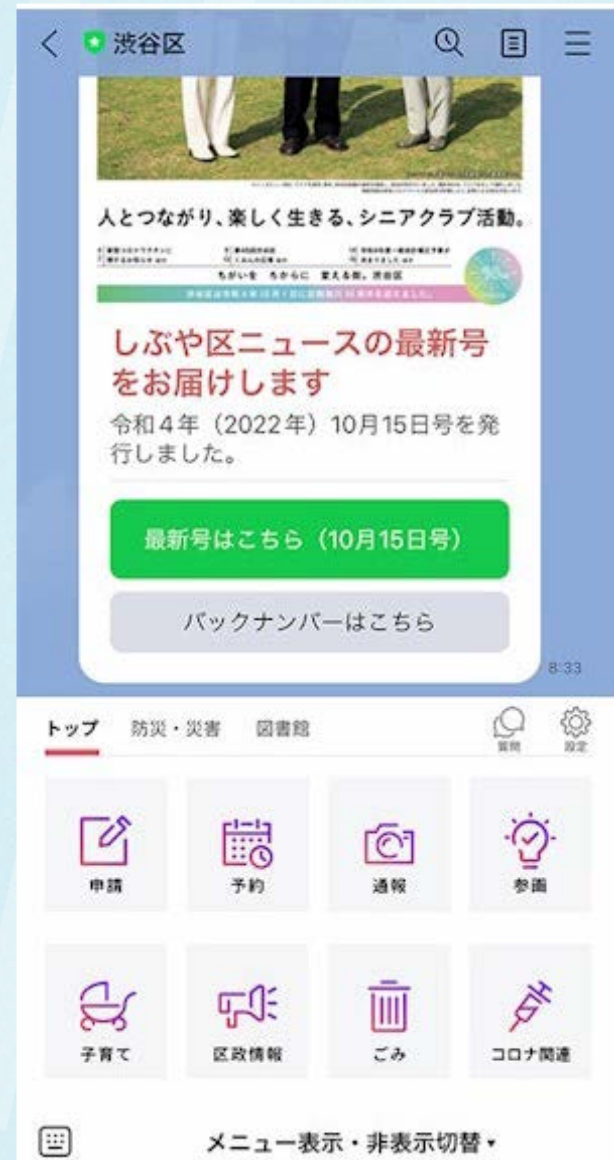 渋谷区
人とつながり、楽しく生きる、シニアクラブ活動。
ちがいを ちからに 変える街。渋谷区
しぶや区ニュースの最新号
をお届けします
令和4年（2022年）10月15日号を発
行しました。
最新号はこちら（10月15日号）
バックナンバーはこちら
8:33
トップ 防災・災害 図書館 質問 設定
申請 予約 通報 参画
子育て 区政情報 ごみ コロナ関連
メニュー表示・非表示切替▾